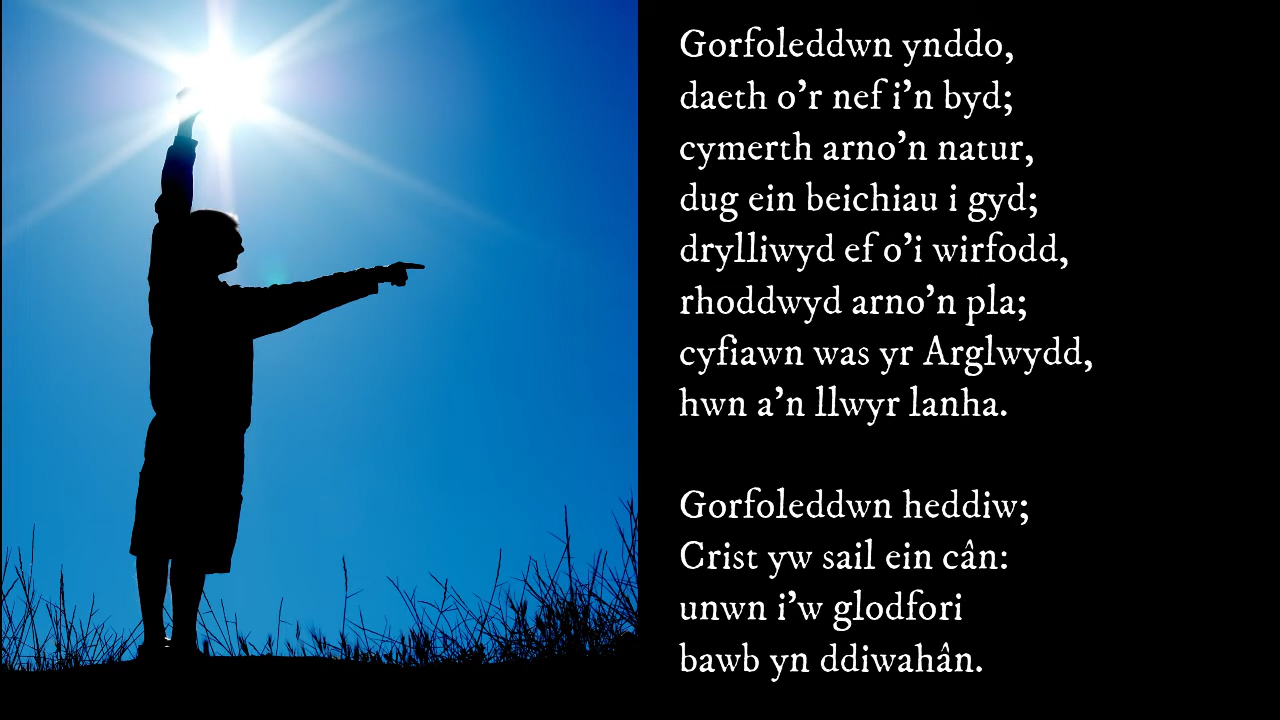 Gorfoleddwn ynddo,
daeth o’r nef i’n byd;
cymerth arno’n natur,
dug ein beichiau i gyd;
drylliwyd ef o’i wirfodd,
rhoddwyd arno’n pla;
cyfiawn was yr Arglwydd,
hwn a’n llwyr lanha.

Gorfoleddwn heddiw;
Crist yw sail ein cân:
unwn i’w glodfori
bawb yn ddiwahân.